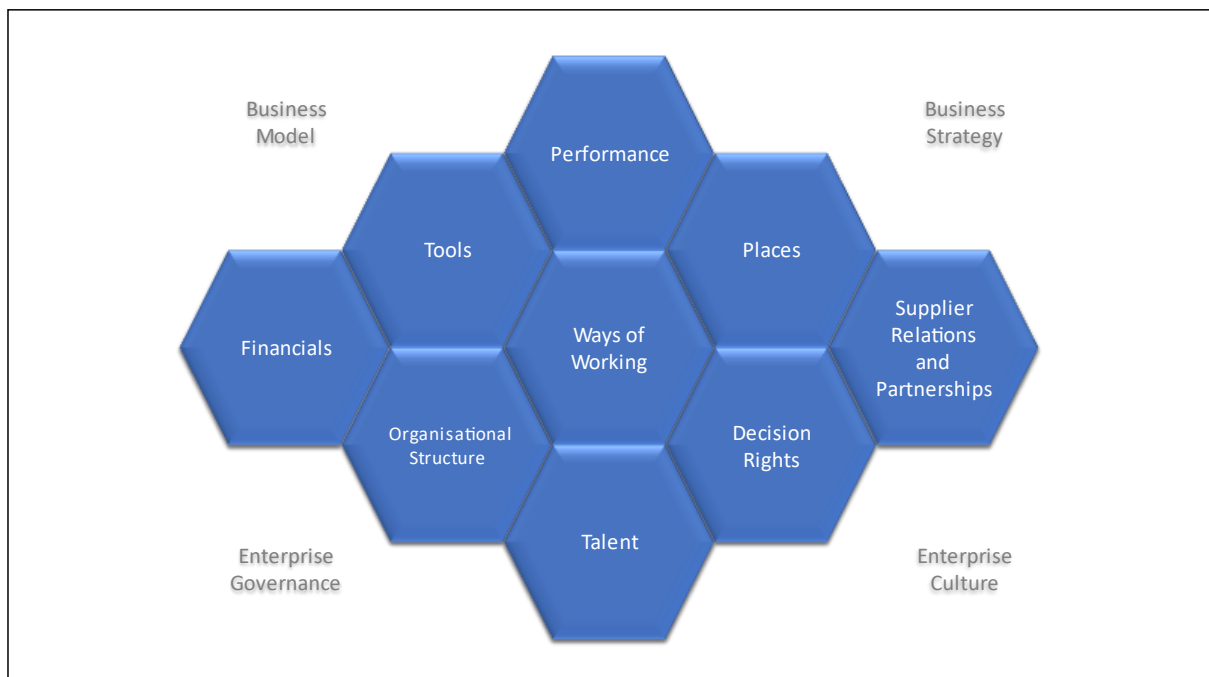 Business
Model
Business
Strategy
Performance
Tools
Places
Financials
Ways of
Working
Supplier
Relations
and
Partnerships
Organisational
Structure
Decision
Rights
Talent
Enterprise
Governance
Enterprise
Culture